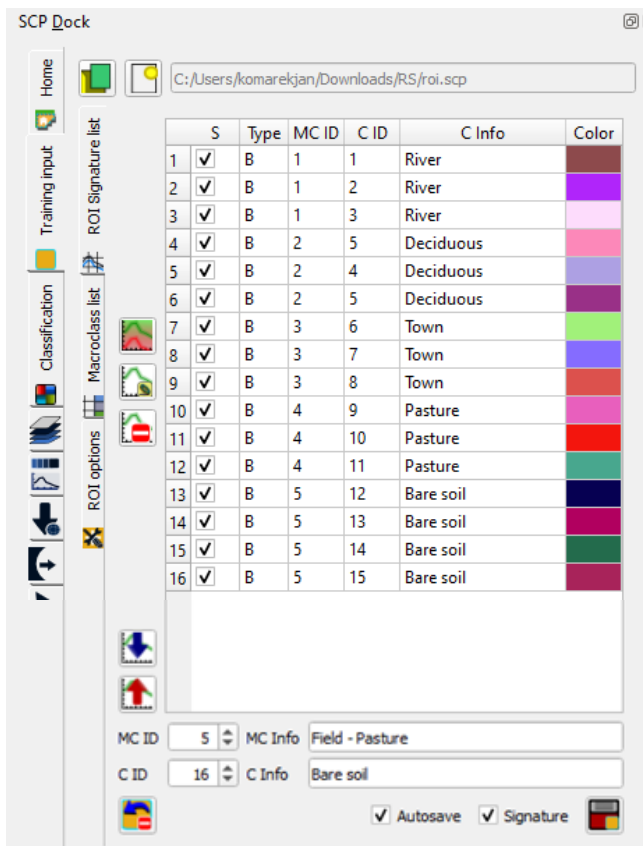 SCP Dock
Home
Training input
Classification
ROI Signature list
Macroclass list
ROI options
C:/Users/komarekjan/Downloads/RS/roi.scp
S Type MC ID C ID C Info Color
1 B 1 1 River
2 B 1 2 River
3 B 1 3 River
4 B 2 5 Deciduous
5 B 2 4 Deciduous
6 B 2 5 Deciduous
7 B 3 6 Town
8 B 3 7 Town
9 B 3 8 Town
10 B 4 9 Pasture
11 B 4 10 Pasture
12 B 4 11 Pasture
13 B 5 12 Bare soil
14 B 5 13 Bare soil
15 B 5 14 Bare soil
16 B 5 15 Bare soil
MC ID 5 MC Info Field - Pasture
C ID 16 C Info Bare soil
Autosave Signature